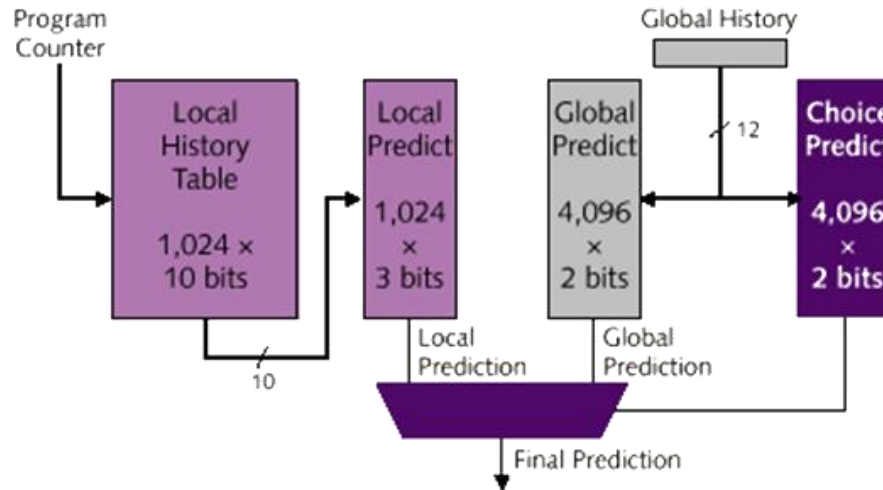 Program
Counter
Global History
Local
History
Table
1,024 ×
10 bits
Local
Predict
1,024
×
3 bits
Global
Predict
4,096
×
2 bits
12
Choice
Predict
4,096
×
2 bits
10
Local
Prediction
Global
Prediction
Final Prediction